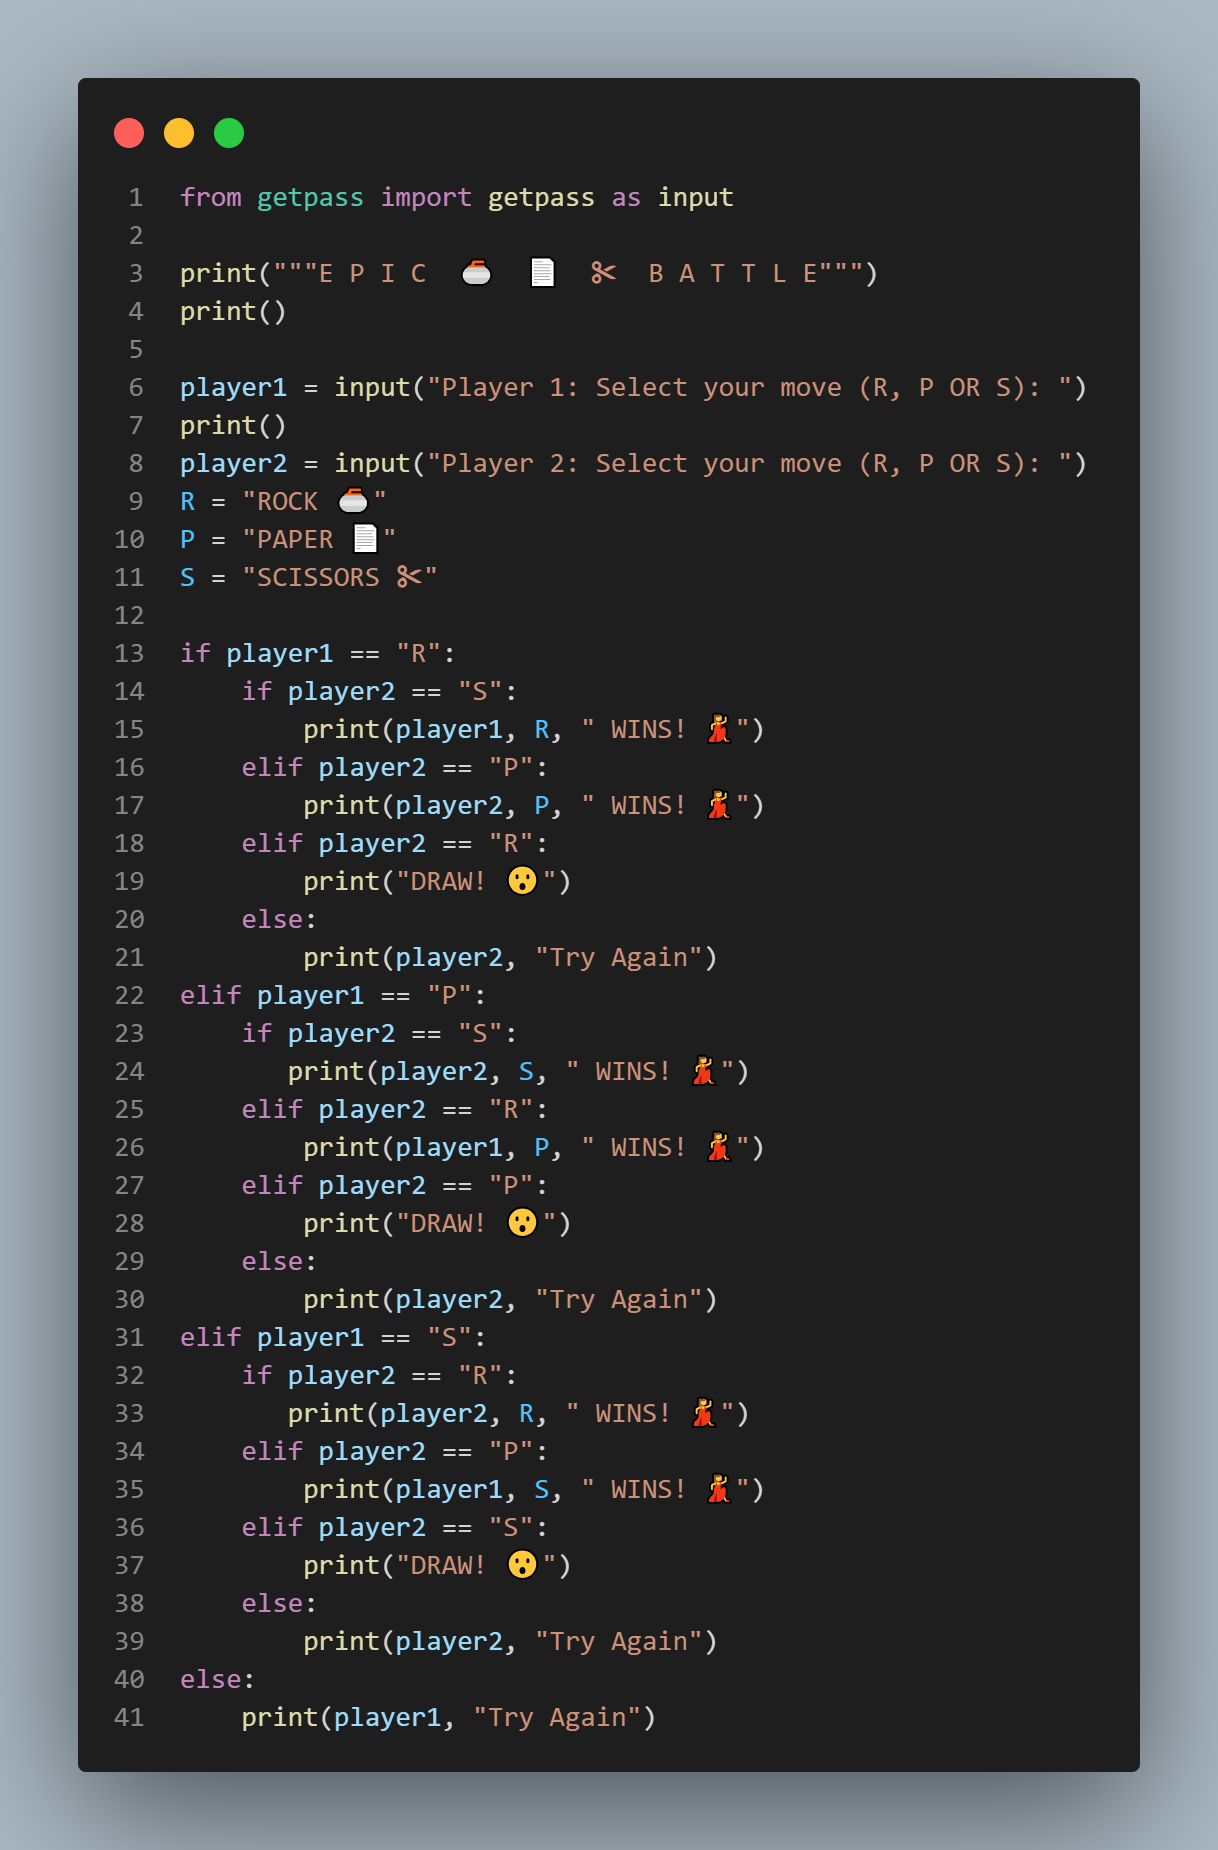 1 from getpass import getpass as input
2
3 print("""E P I C  🥌  📄  ✂  B A T T L E""")
4 print()
5
6 player1 = input("Player 1: Select your move (R, P OR S): ")
7 print()
8 player2 = input("Player 2: Select your move (R, P OR S): ")
9 R = "ROCK 🥌"
10 P = "PAPER 📄"
11 S = "SCISSORS ✂"
12
13 if player1 == "R":
14     if player2 == "S":
15         print(player1, R, " WINS! 💃")
16     elif player2 == "P":
17         print(player2, P, " WINS! 💃")
18     elif player2 == "R":
19         print("DRAW! 😮")
20     else:
21         print(player2, "Try Again")
22 elif player1 == "P":
23     if player2 == "S":
24        print(player2, S, " WINS! 💃")
25     elif player2 == "R":
26         print(player1, P, " WINS! 💃")
27     elif player2 == "P":
28         print("DRAW! 😮")
29     else:
30         print(player2, "Try Again")
31 elif player1 == "S":
32     if player2 == "R":
33        print(player2, R, " WINS! 💃")
34     elif player2 == "P":
35         print(player1, S, " WINS! 💃")
36     elif player2 == "S":
37         print("DRAW! 😮")
38     else:
39         print(player2, "Try Again")
40 else:
41     print(player1, "Try Again")